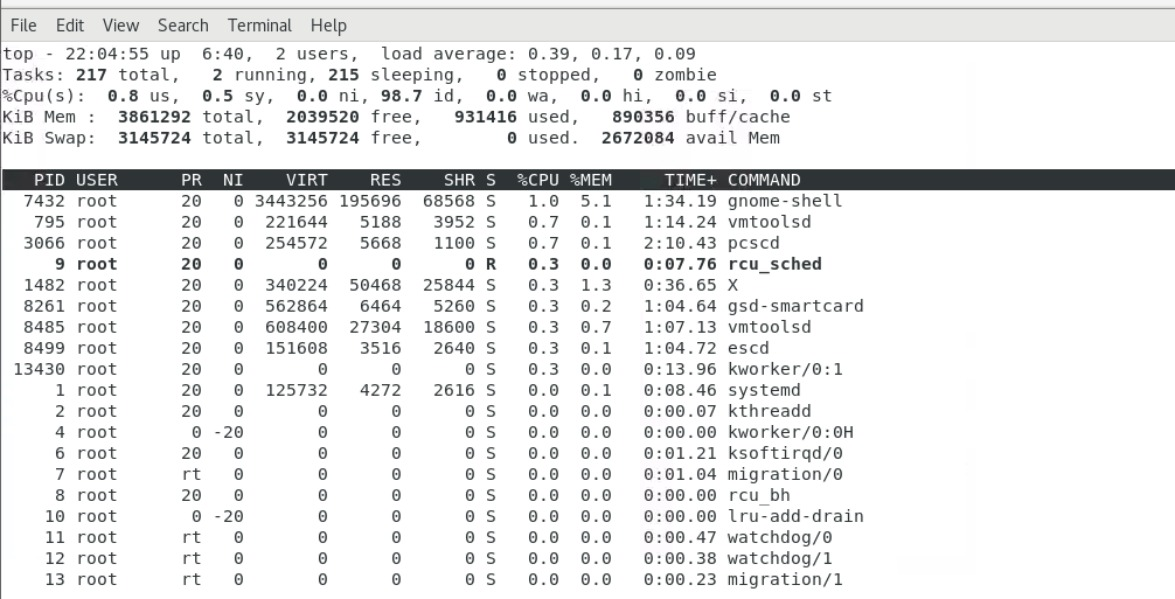 File Edit View Search Terminal Help
top - 22:04:55 up  6:40,  2 users,  load average: 0.39, 0.17, 0.09
Tasks: 217 total,   2 running, 215 sleeping,   0 stopped,   0 zombie
%Cpu(s):  0.8 us,  0.5 sy,  0.0 ni, 98.7 id,  0.0 wa,  0.0 hi,  0.0 si,  0.0 st
KiB Mem :  3861292 total,  2039520 free,   931416 used,   890356 buff/cache
KiB Swap:  3145724 total,  3145724 free,        0 used.  2672084 avail Mem
PID USER      PR  NI    VIRT    RES    SHR S  %CPU %MEM     TIME+ COMMAND
7432 root      20   0 3443256 195696  68568 S   1.0  5.1   1:34.19 gnome-shell
795 root      20   0  221644   5188   3952 S   0.7  0.1   1:14.24 vmtoolsd
3066 root      20   0  254572   5668   1100 S   0.7  0.1   2:10.43 pcscd
9 root      20   0       0      0      0 R   0.3  0.0   0:07.76 rcu_sched
1482 root      20   0  340224  50468  25844 S   0.3  1.3   0:36.65 X
8261 root      20   0  562864   6464   5260 S   0.3  0.2   1:04.64 gsd-smartcard
8485 root      20   0  608400  27304  18600 S   0.3  0.7   1:07.13 vmtoolsd
8499 root      20   0  151608   3516   2640 S   0.3  0.1   1:04.72 escd
13430 root      20   0       0      0      0 S   0.3  0.0   0:13.96 kworker/0:1
1 root      20   0  125732   4272   2616 S   0.0  0.1   0:08.46 systemd
2 root      20   0       0      0      0 S   0.0  0.0   0:00.07 kthreadd
4 root       0 -20       0      0      0 S   0.0  0.0   0:00.00 kworker/0:0H
6 root      20   0       0      0      0 S   0.0  0.0   0:01.21 ksoftirqd/0
7 root      rt   0       0      0      0 S   0.0  0.0   0:01.04 migration/0
8 root      20   0       0      0      0 S   0.0  0.0   0:00.00 rcu_bh
10 root       0 -20       0      0      0 S   0.0  0.0   0:00.00 lru-add-drain
11 root      rt   0       0      0      0 S   0.0  0.0   0:00.47 watchdog/0
12 root      rt   0       0      0      0 S   0.0  0.0   0:00.38 watchdog/1
13 root      rt   0       0      0      0 S   0.0  0.0   0:00.23 migration/1